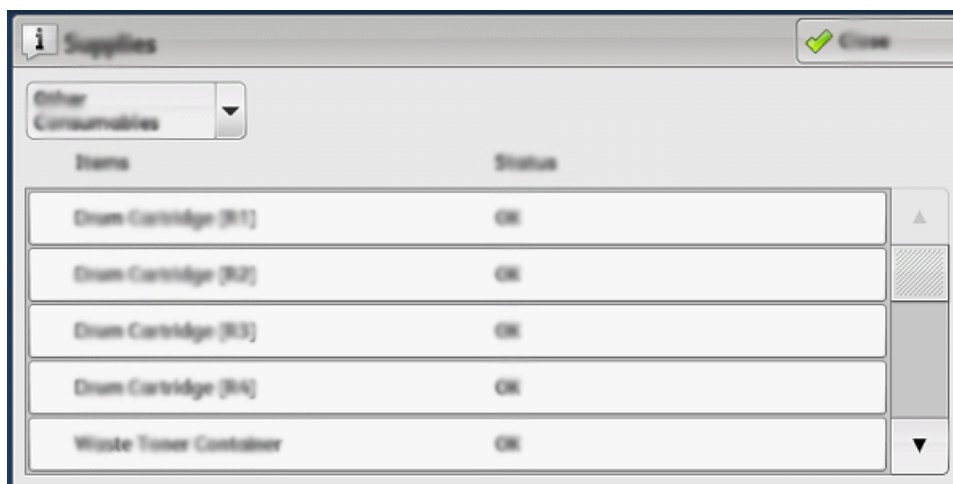 Supplies
Close
Other
Consumables
Items Status
Drum Cartridge [R1] OK
Drum Cartridge [R2] OK
Drum Cartridge [R3] OK
Drum Cartridge [R4] OK
Waste Toner Container OK